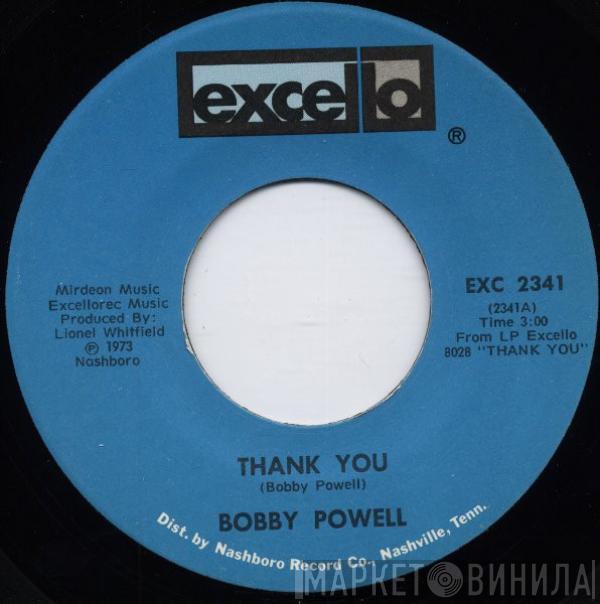 excello
®
Mirdeon Music
Excellorec Music
Produced By:
Lionel Whitfield
℗ 1973
Nashboro
EXC 2341
(2341A)
Time 3:00
From LP Excello
8028 "THANK YOU"
THANK YOU
(Bobby Powell)
BOBBY POWELL
Dist. by Nashboro Record Co., Nashville, Tenn.
МАРКЕТ ВИНИЛА